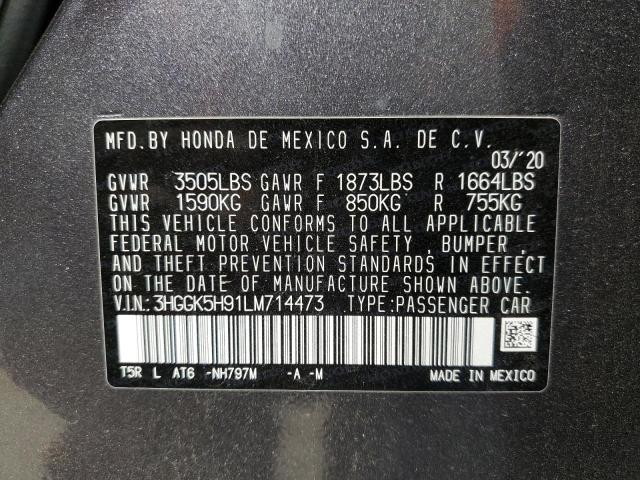 MFD. BY HONDA DE MEXICO S.A. DE C.V.
03/'20
GVWR 3505LBS GAWR F 1873LBS R 1664LBS
GVWR 1590KG GAWR F 850KG R 755KG
THIS VEHICLE CONFORMS TO ALL APPLICABLE
FEDERAL MOTOR VEHICLE SAFETY , BUMPER ,
AND THEFT PREVENTION STANDARDS IN EFFECT
ON THE DATE OF MANUFACTURE SHOWN ABOVE.
V.I.N.: 3HGGK5H91LM714473 TYPE:PASSENGER CAR
T5R L AT6 -NH797M -A -M MADE IN MEXICO